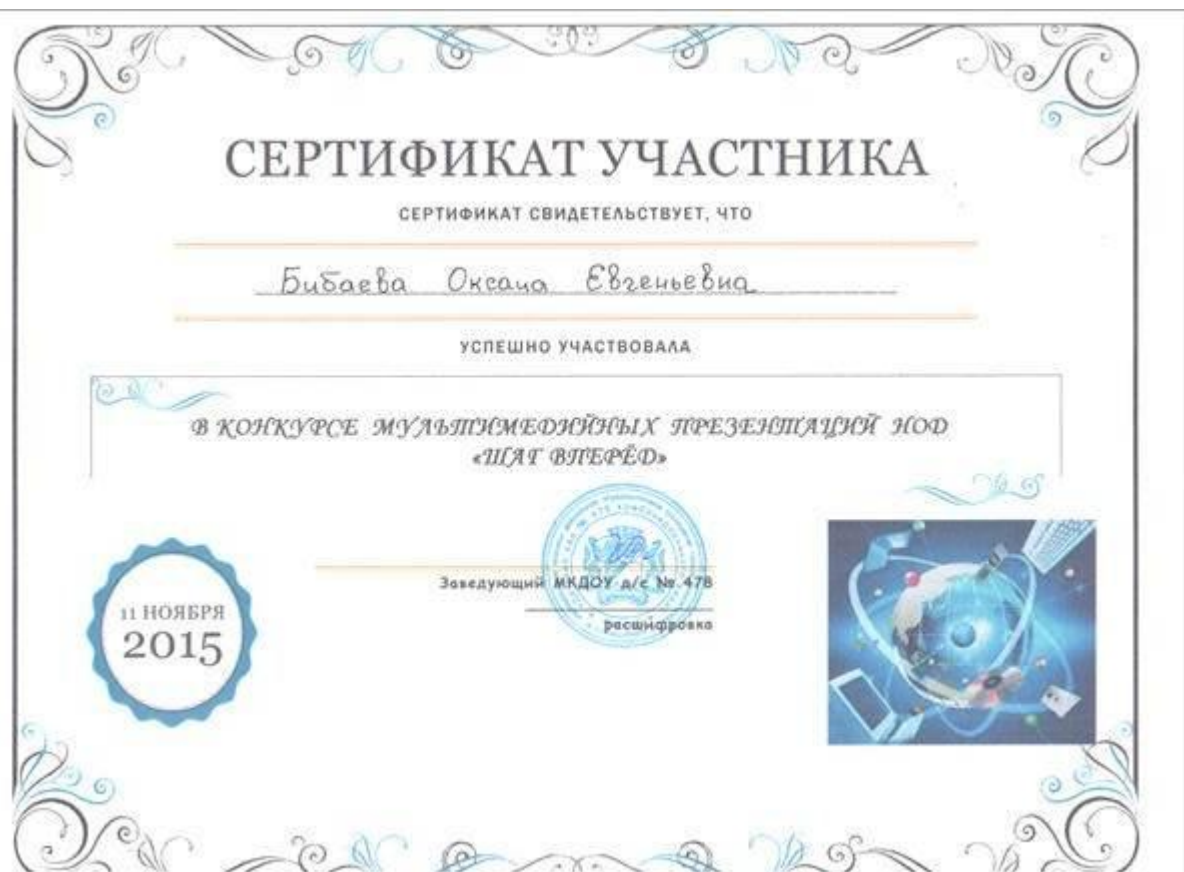 СЕРТИФИКАТ УЧАСТНИКА
СЕРТИФИКАТ СВИДЕТЕЛЬСТВУЕТ, ЧТО
Бибаева Оксана Евгеньевна
УСПЕШНО УЧАСТВОВАЛА
В КОНКУРСЕ МУЛЬТИМЕДИЙНЫХ ПРЕЗЕНТАЦИЙ НОД
«ШАГ ВПЕРЁД»
Заведующий МКДОУ д/с № 478
расшифровка
11 НОЯБРЯ
2015